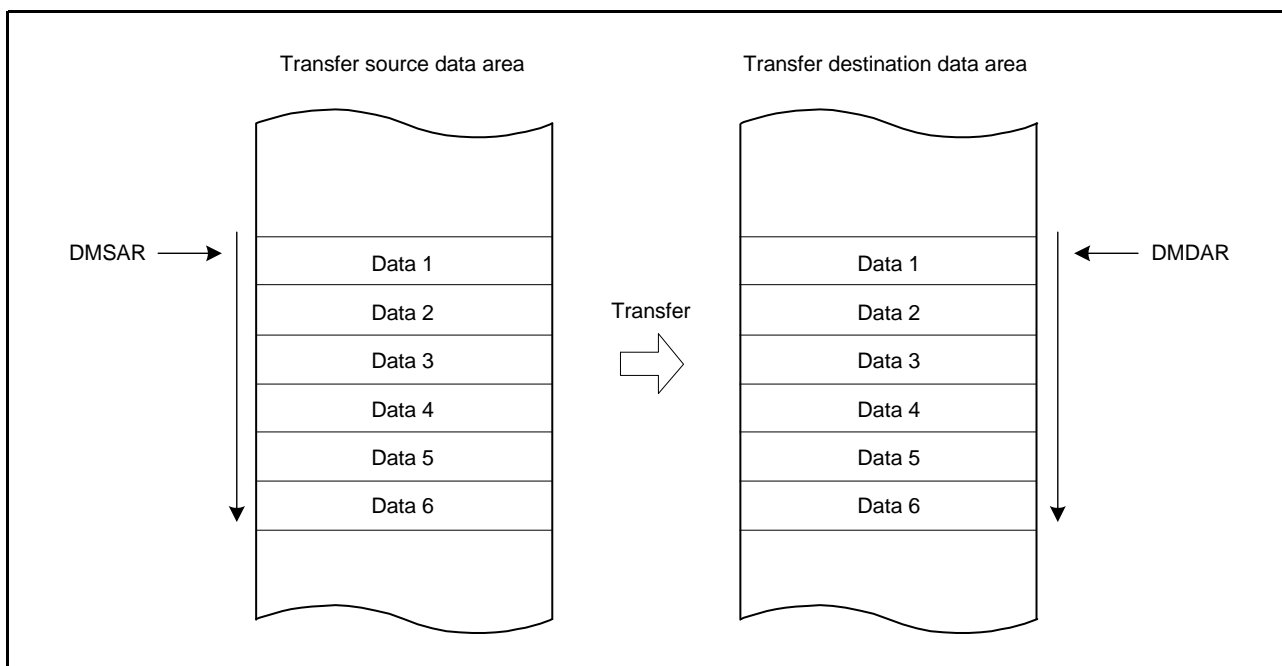 Transfer source data area
Transfer destination data area
DMSAR
Data 1
Data 2
Data 3
Data 4
Data 5
Data 6
Transfer
Data 1
Data 2
Data 3
Data 4
Data 5
Data 6
DMDAR